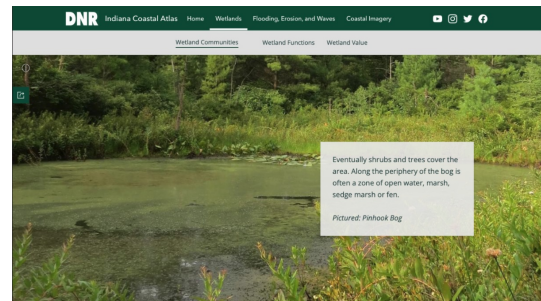 DNR Indiana Coastal Atlas Home Wetlands Flooding, Erosion, and Waves Coastal Imagery
Wetland Communities Wetland Functions Wetland Value
Eventually shrubs and trees cover the
area. Along the periphery of the bog is
often a zone of open water, marsh,
sedge marsh or fen.
Pictured: Pinhook Bog